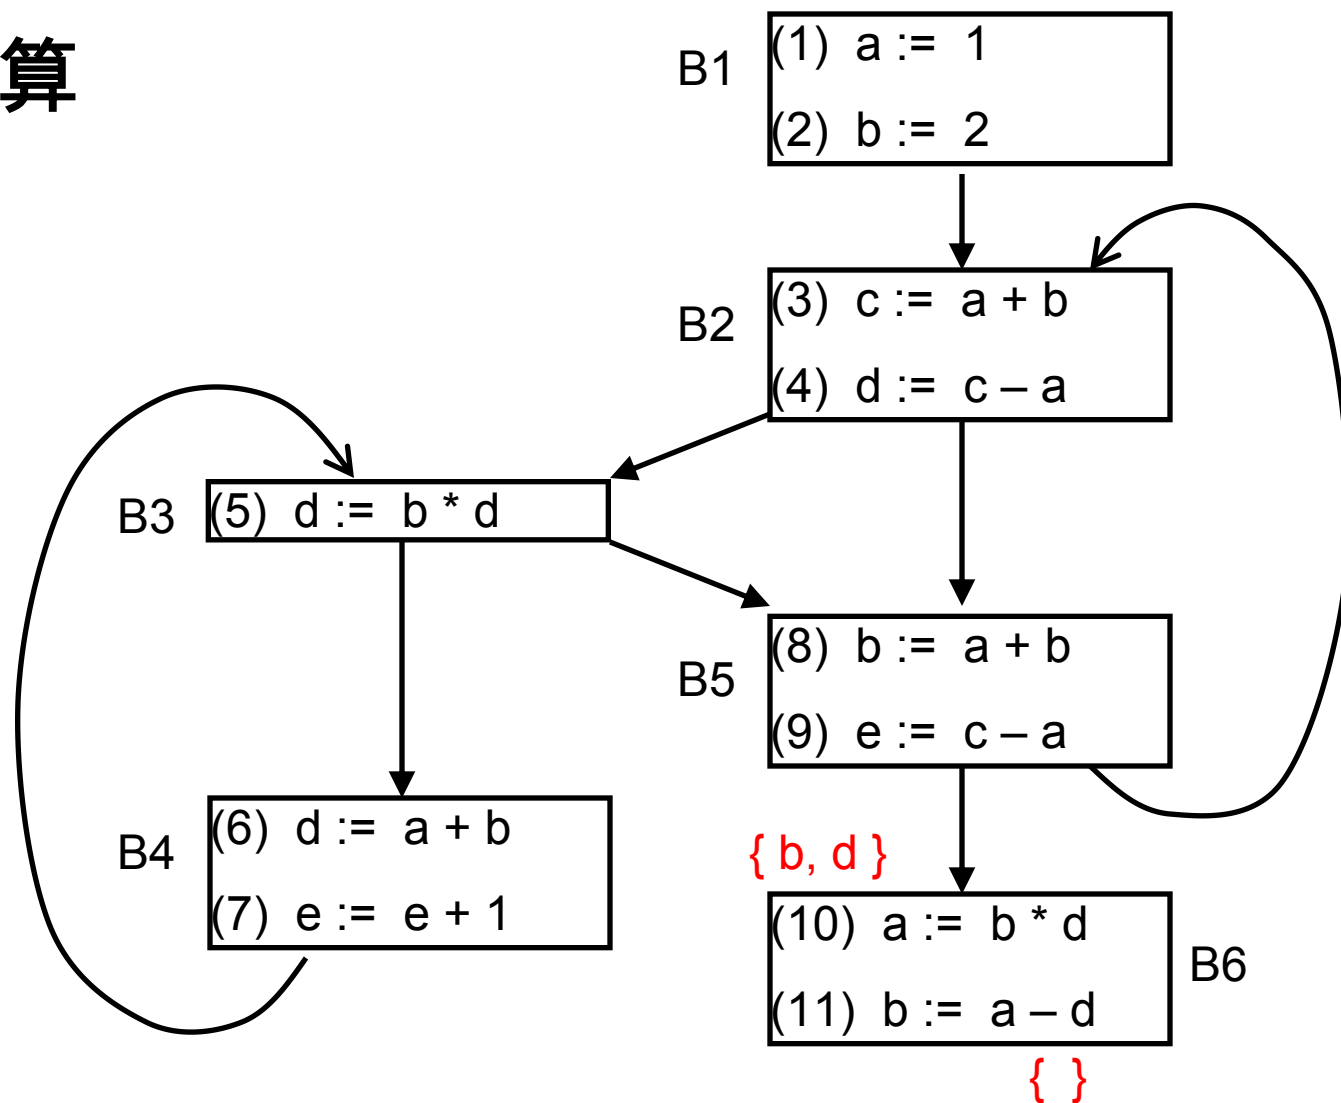 算
B1
(1) a := 1
(2) b := 2
B2
(3) c := a + b
(4) d := c – a
B3
(5) d := b * d
B5
(8) b := a + b
(9) e := c – a
B4
(6) d := a + b
(7) e := e + 1
{ b, d }
(10) a := b * d
(11) b := a – d
B6
{ }